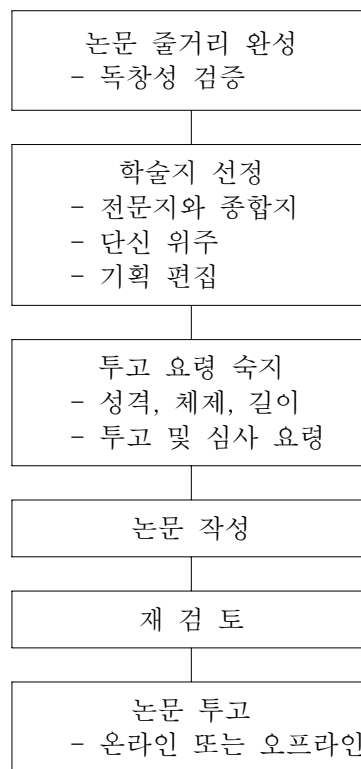 논문 줄거리 완성
- 독창성 검증
학술지 선정
- 전문지와 종합지
- 단신 위주
- 기획 편집
투고 요령 숙지
- 성격, 체제, 길이
- 투고 및 심사 요령
논문 작성
재 검 토
논문 투고
- 온라인 또는 오프라인